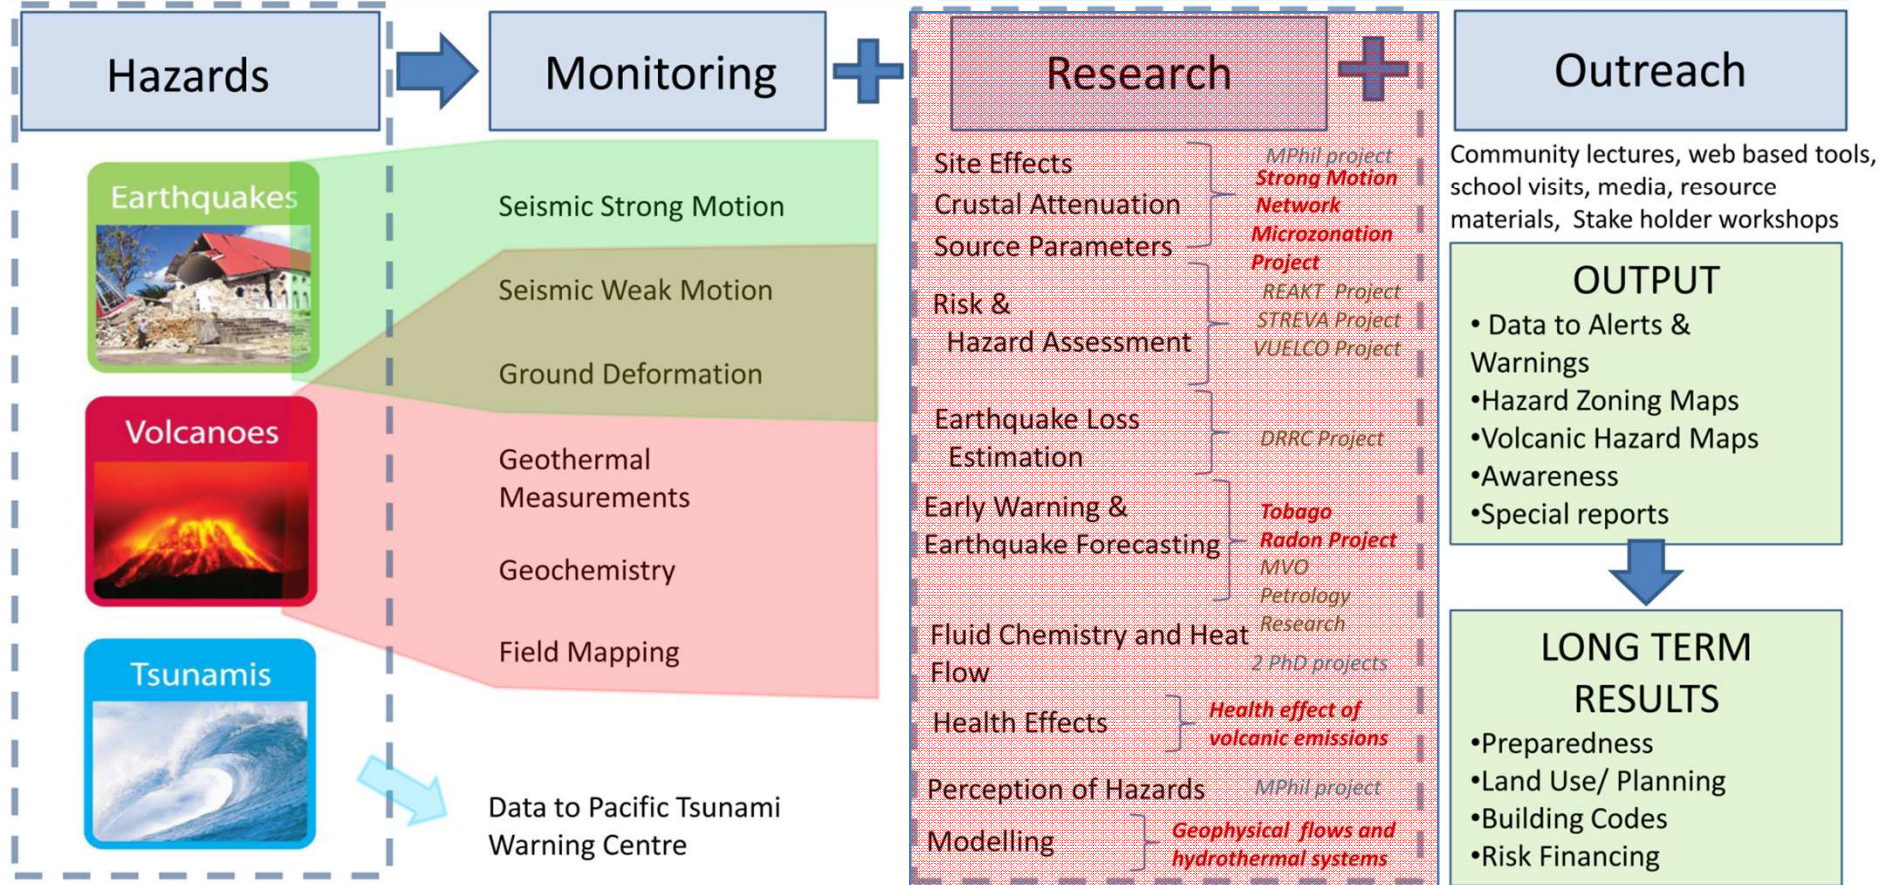 Hazards
Monitoring
Research
Outreach
Earthquakes
Volcanoes
Tsunamis
Seismic Strong Motion
Seismic Weak Motion
Ground Deformation
Geothermal
Measurements
Geochemistry
Field Mapping
Data to Pacific Tsunami
Warning Centre
Site Effects
Crustal Attenuation
Source Parameters
MPhil project
Strong Motion
Network
Microzonation
Project
Risk &
Hazard Assessment
REAKT Project
STREVA Project
VUELCO Project
Earthquake Loss
Estimation
DRRC Project
Early Warning &
Earthquake Forecasting
Tobago
Radon Project
MVO
Petrology
Research
Fluid Chemistry and Heat
Flow
2 PhD projects
Health Effects
Health effect of
volcanic emissions
Perception of Hazards
MPhil project
Modelling
Geophysical flows and
hydrothermal systems
Community lectures, web based tools,
school visits, media, resource
materials, Stake holder workshops
OUTPUT
• Data to Alerts &
Warnings
•Hazard Zoning Maps
•Volcanic Hazard Maps
•Awareness
•Special reports
LONG TERM
RESULTS
•Preparedness
•Land Use/ Planning
•Building Codes
•Risk Financing